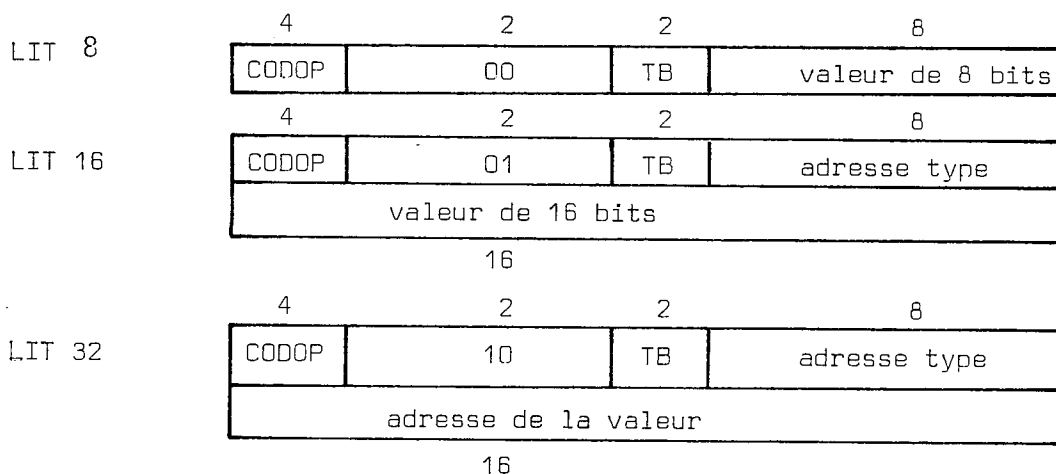 4 2 2 8
LIT 8 CODOP 00 TB valeur de 8 bits
4 2 2 8
LIT 16 CODOP 01 TB adresse type
valeur de 16 bits
16
4 2 2 8
LIT 32 CODOP 10 TB adresse type
adresse de la valeur
16